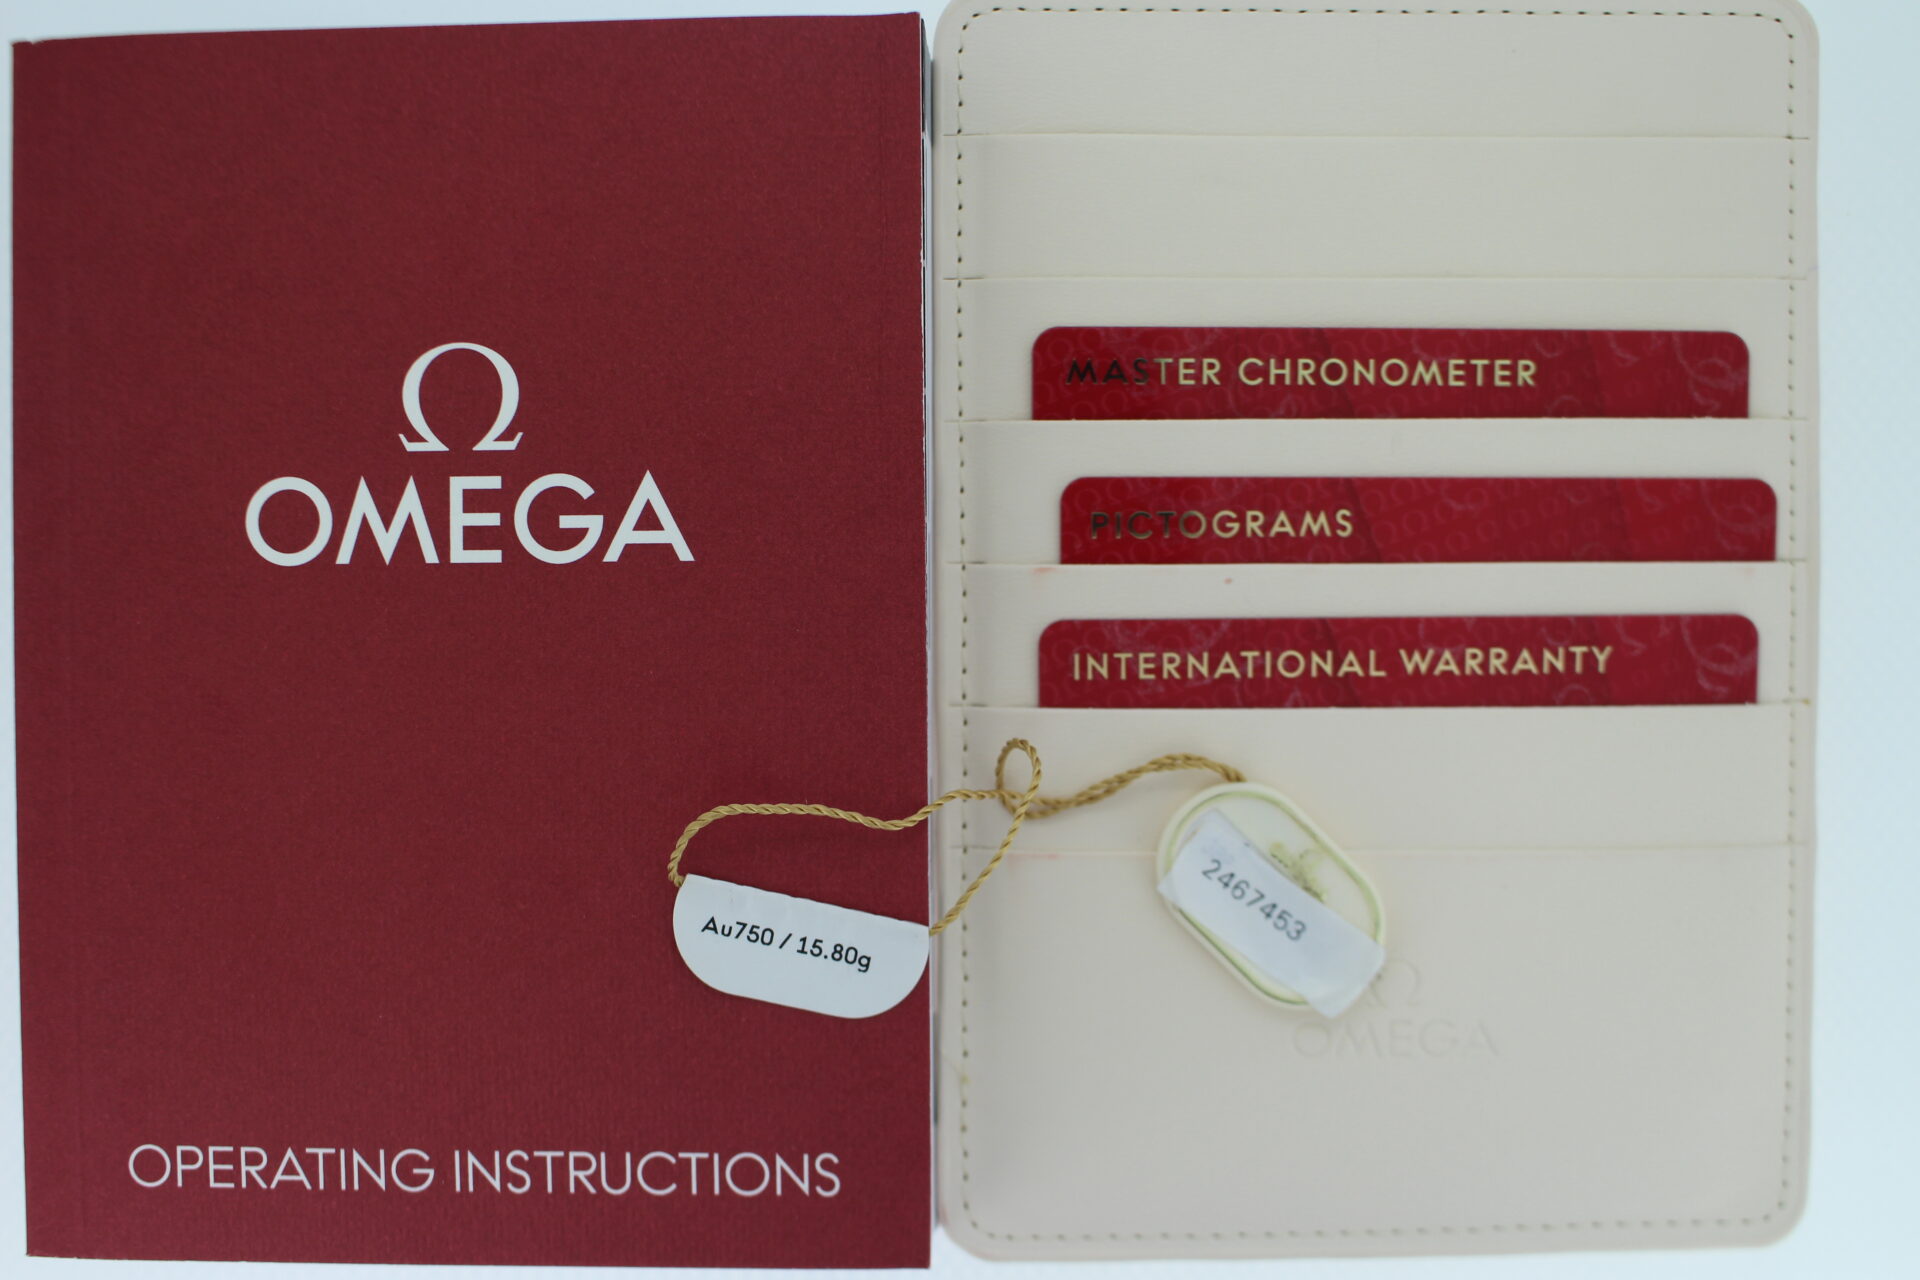 Ω
OMEGA
OPERATING INSTRUCTIONS
Au750 / 15.80g
MASTER CHRONOMETER
PICTOGRAMS
INTERNATIONAL WARRANTY
2467453
Ω
OMEGA